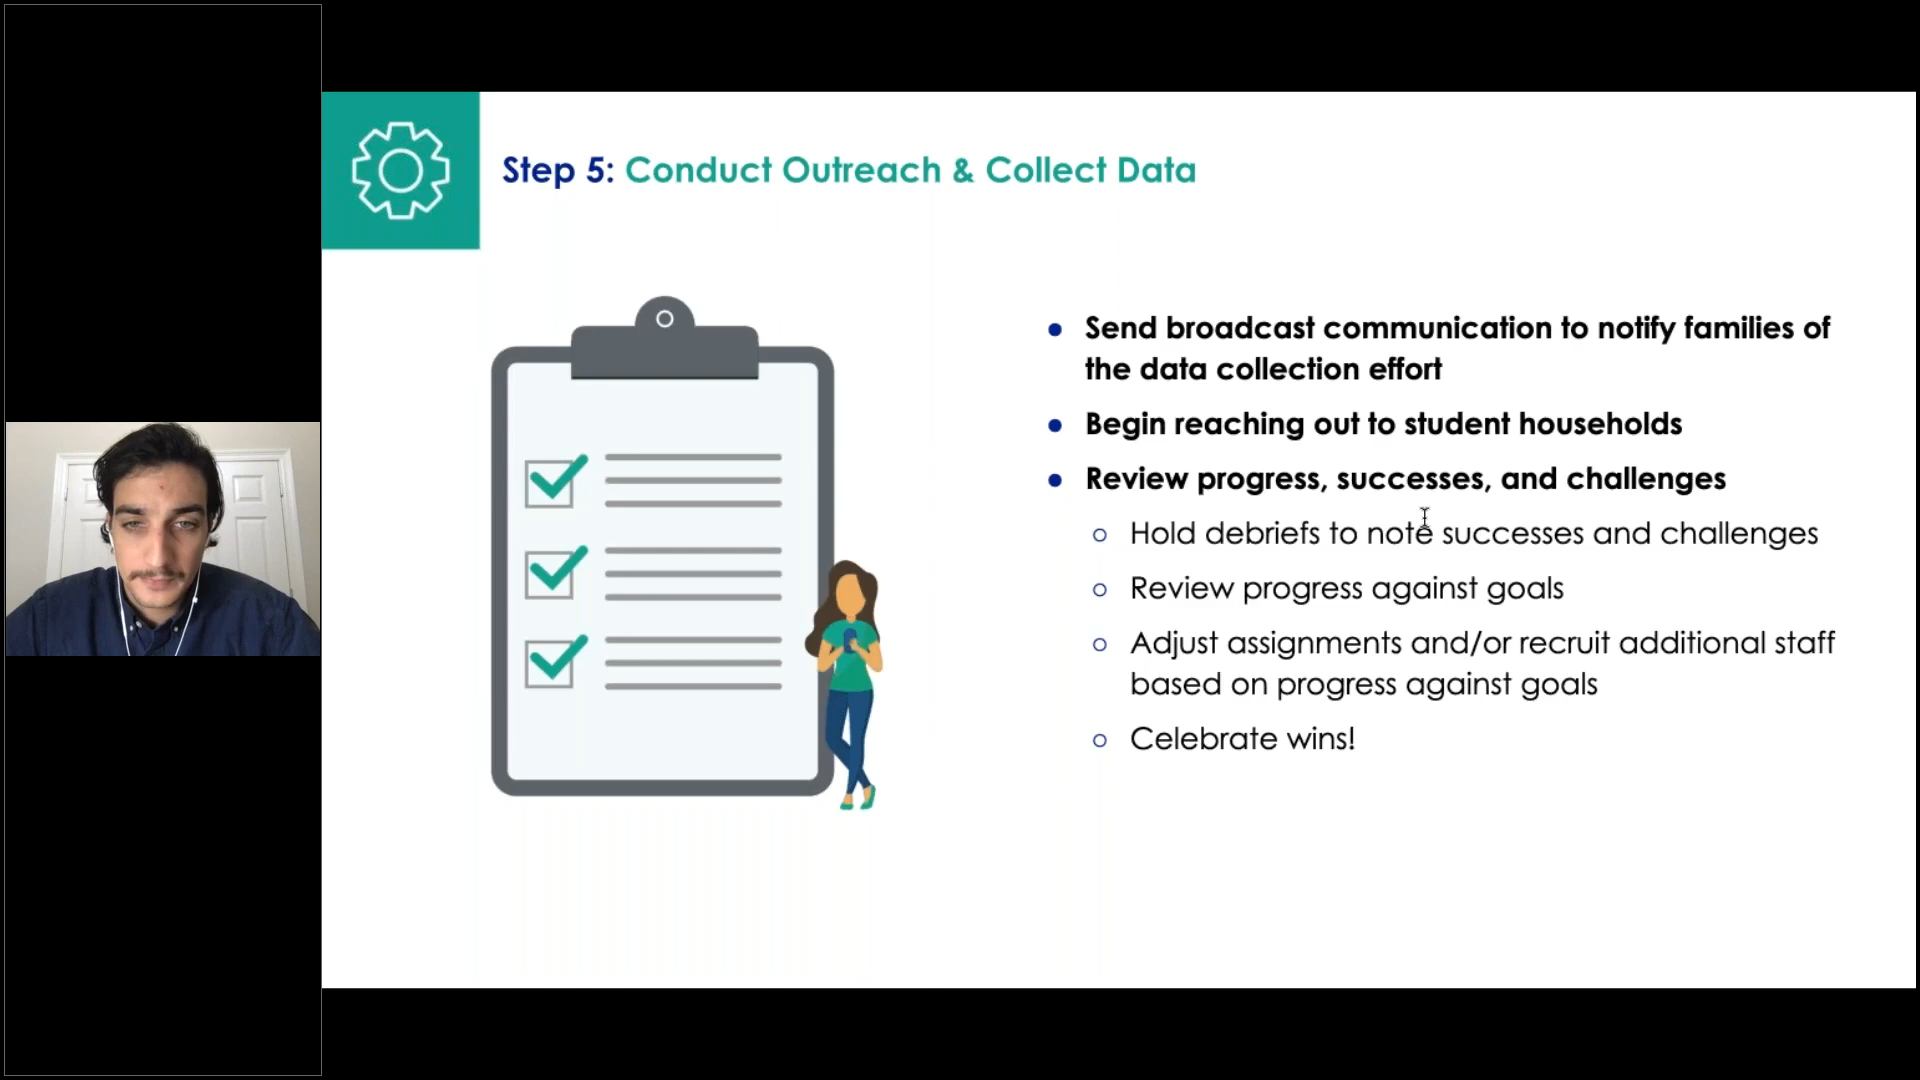 Step 5: Conduct Outreach & Collect Data
● Send broadcast communication to notify families of
the data collection effort
● Begin reaching out to student households
● Review progress, successes, and challenges
○ Hold debriefs to note successes and challenges
○ Review progress against goals
○ Adjust assignments and/or recruit additional staff
based on progress against goals
○ Celebrate wins!